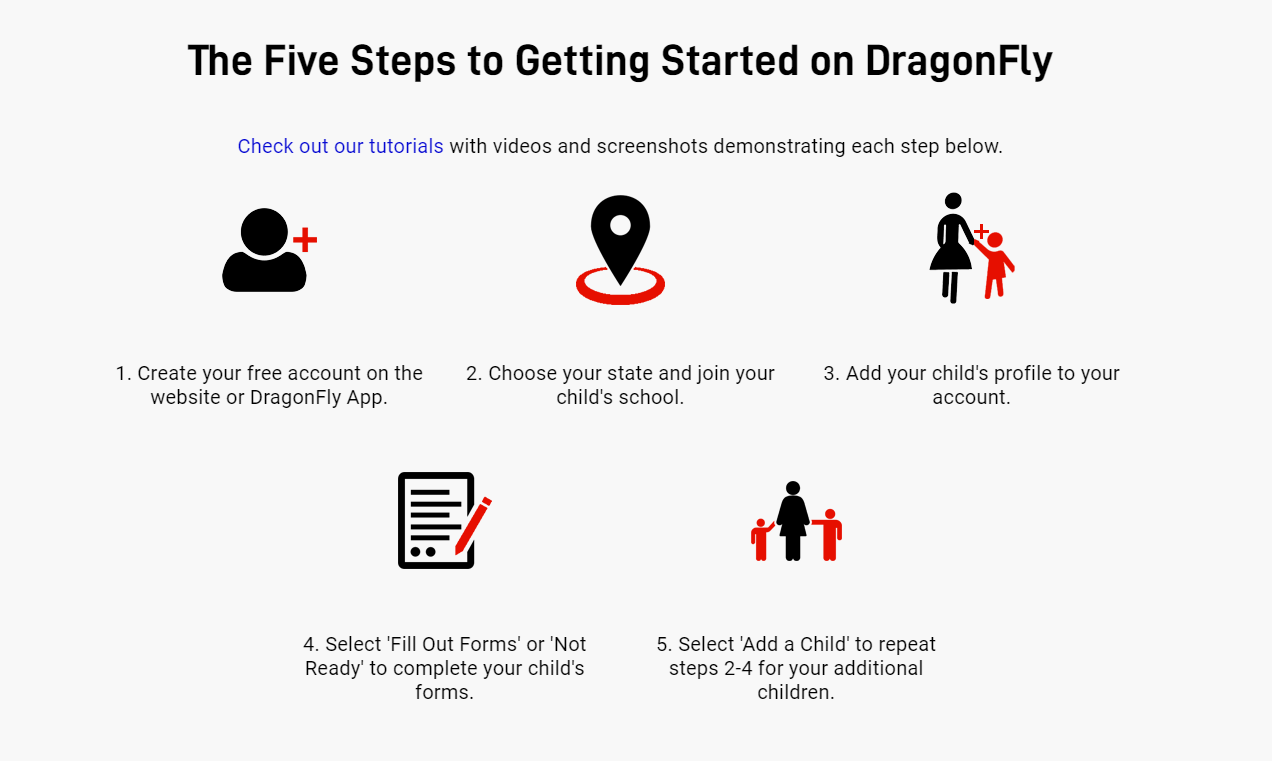 The Five Steps to Getting Started on DragonFly
Check out our tutorials with videos and screenshots demonstrating each step below.
1. Create your free account on the
website or DragonFly App.
2. Choose your state and join your
child's school.
3. Add your child's profile to your
account.
4. Select 'Fill Out Forms' or 'Not
Ready' to complete your child's
forms.
5. Select 'Add a Child' to repeat
steps 2-4 for your additional
children.